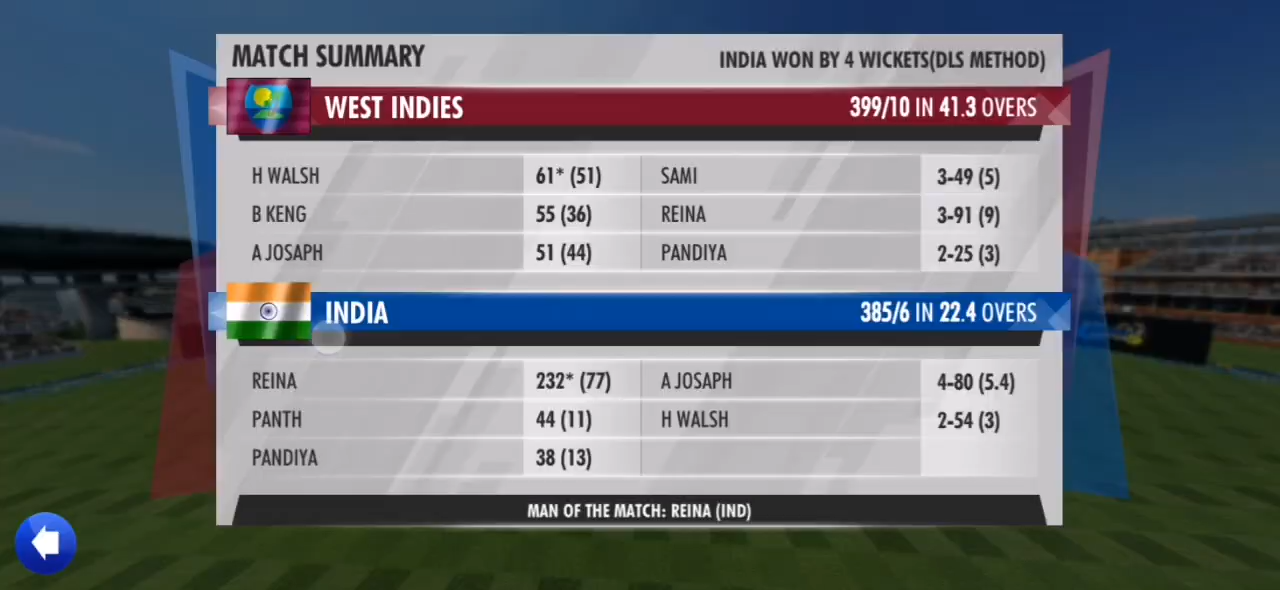 MATCH SUMMARY INDIA WON BY 4 WICKETS(DLS METHOD)
WEST INDIES 399/10 IN 41.3 OVERS
H WALSH 61* (51) SAMI 3-49 (5)
B KENG 55 (36) REINA 3-91 (9)
A JOSAPH 51 (44) PANDIYA 2-25 (3)
INDIA 385/6 IN 22.4 OVERS
REINA 232* (77) A JOSAPH 4-80 (5.4)
PANTH 44 (11) H WALSH 2-54 (3)
PANDIYA 38 (13)
MAN OF THE MATCH: REINA (IND)